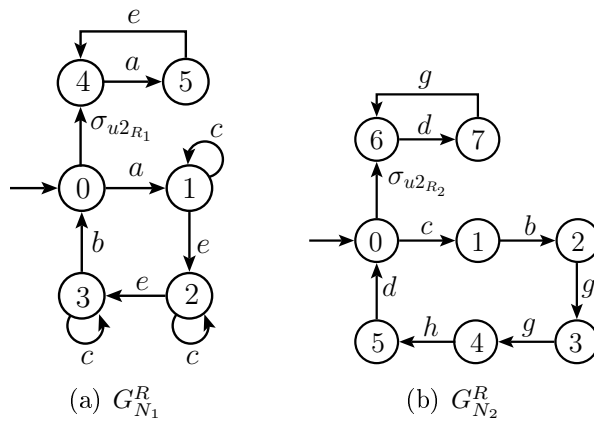 e
4
a
5
σ_{u2_{R_1}}
c
0
a
1
b
e
3
e
2
c
c
(a) G^R_{N_1}
g
6
d
7
σ_{u2_{R_2}}
0
c
1
b
2
d
g
5
h
4
g
3
(b) G^R_{N_2}